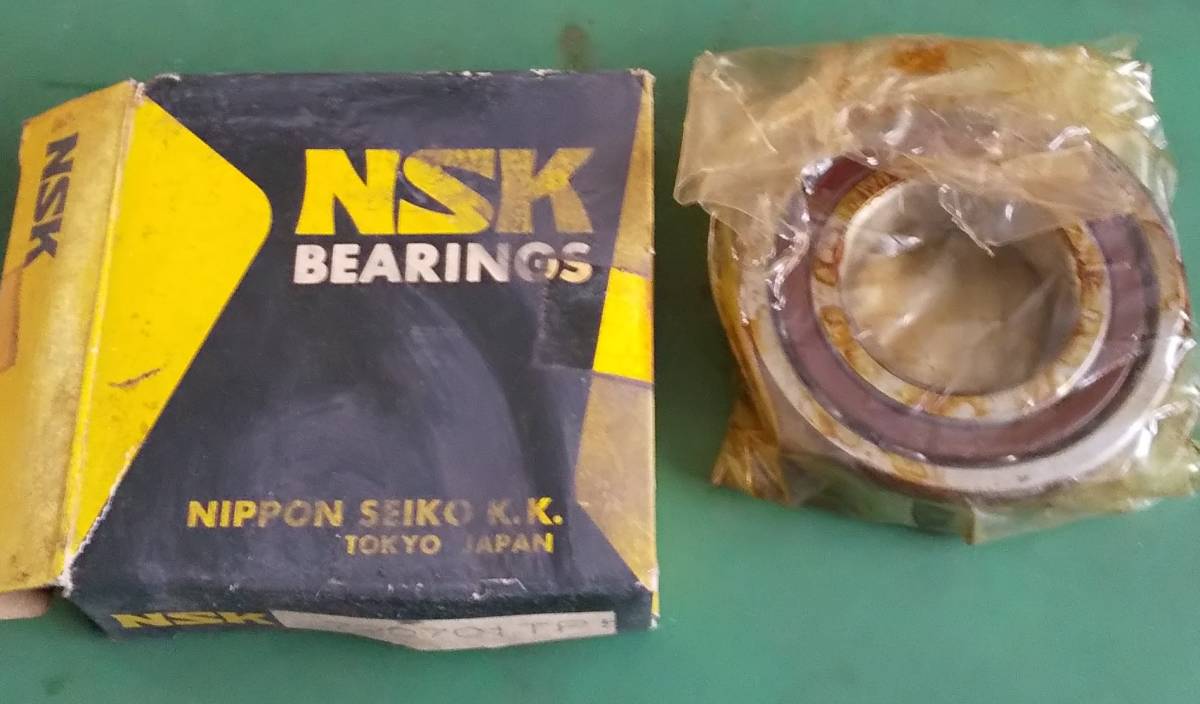 NSK
NSK
BEARINGS
NIPPON SEIKO K.K.
TOKYO JAPAN
NSK